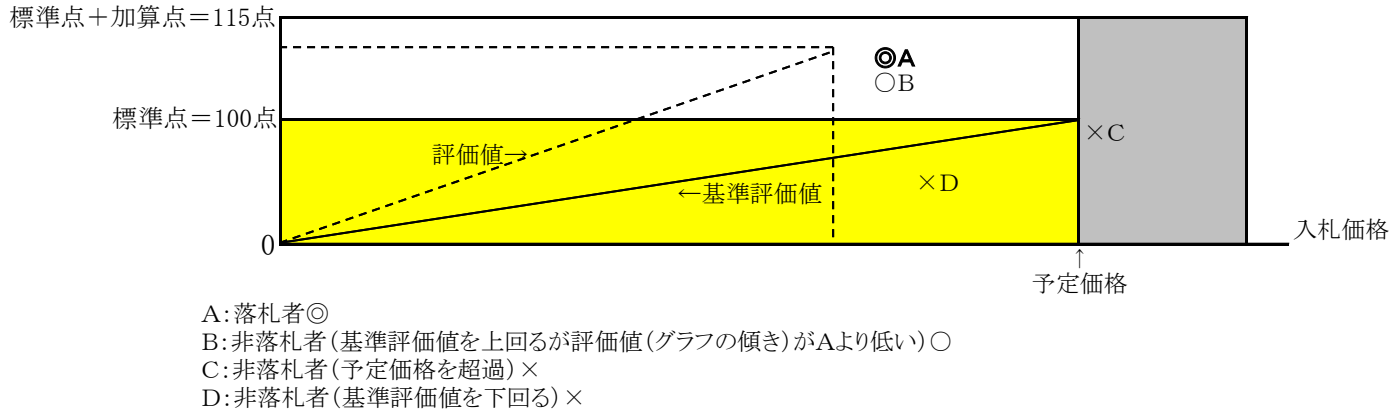 標準点＋加算点＝115点
◎A
○B
標準点＝100点
×C
評価値→
×D
←基準評価値
0
入札価格
↑
予定価格
A：落札者◎
B：非落札者（基準評価値を上回るが評価値（グラフの傾き）がAより低い）○
C：非落札者（予定価格を超過）×
D：非落札者（基準評価値を下回る）×